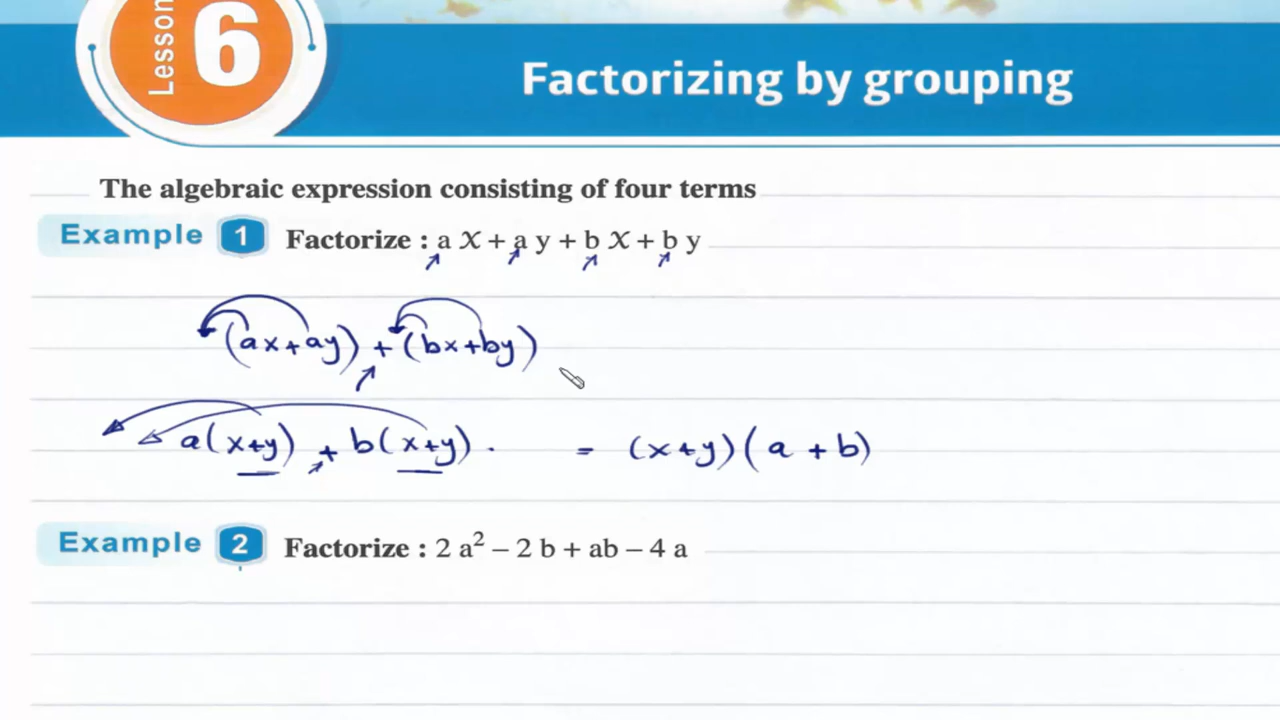 Lesson 6
Factorizing by grouping
The algebraic expression consisting of four terms
Example 1 Factorize : a x + a y + b x + b y
(ax+ay) + (bx+by)
a(x+y) + b(x+y) . = (x+y)(a + b)
Example 2 Factorize : 2 a² – 2 b + ab – 4 a